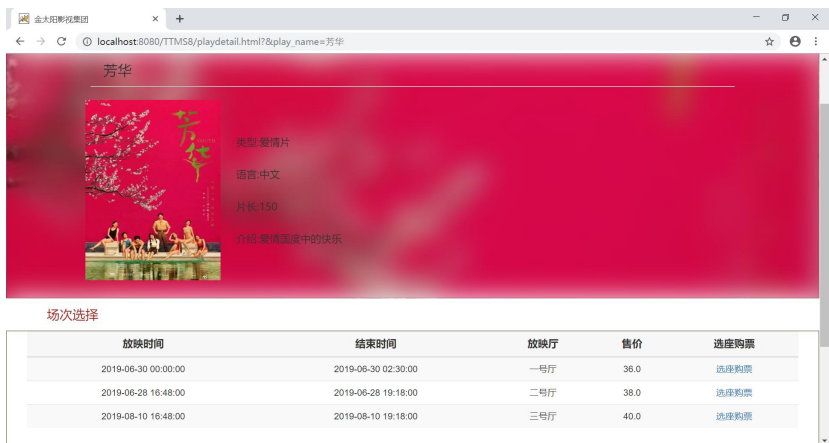 金太阳影视集团
localhost:8080/TTMS8/playdetail.html?&play_name=芳华
芳华
芳华
类型:爱情片
语言:中文
片长:150
介绍:爱情国度中的快乐
场次选择
放映时间 结束时间 放映厅 售价 选座购票
2019-06-30 00:00:00 2019-06-30 02:30:00 一号厅 36.0 选座购票
2019-06-28 16:48:00 2019-06-28 19:18:00 二号厅 38.0 选座购票
2019-08-10 16:48:00 2019-08-10 19:18:00 三号厅 40.0 选座购票